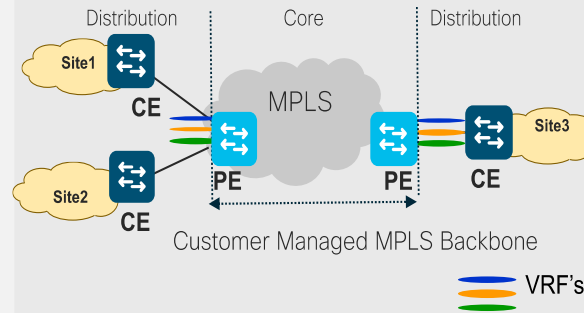 Distribution
Core
Distribution
Site1
CE
MPLS
Site3
PE
PE
CE
Site2
CE
Customer Managed MPLS Backbone
VRF's